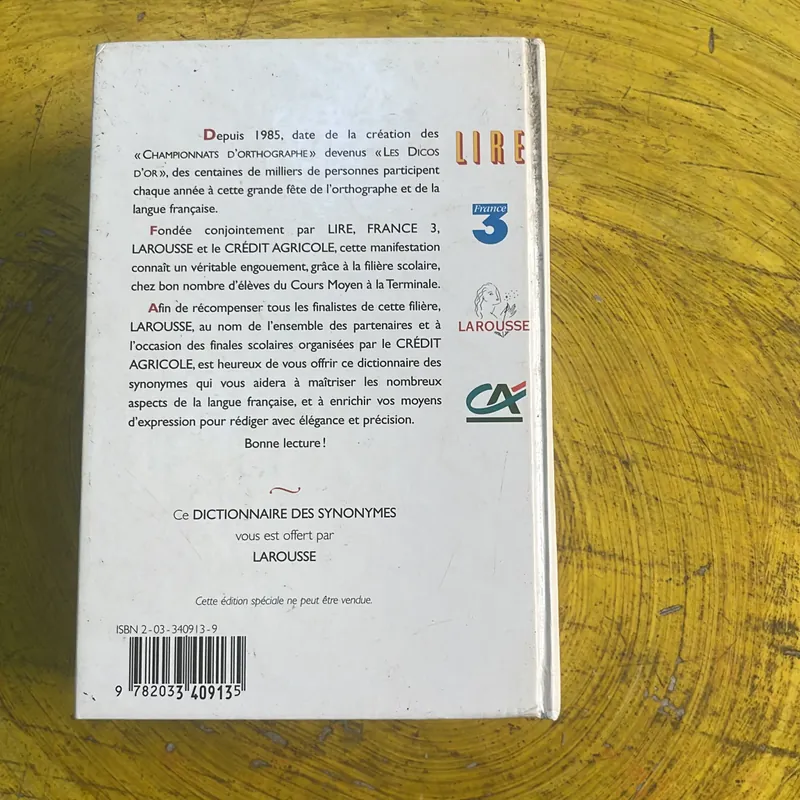 Depuis 1985, date de la création des
« CHAMPIONNATS D'ORTHOGRAPHE » devenus « LES DICOS
D'OR », des centaines de milliers de personnes participent
chaque année à cette grande fête de l'orthographe et de la
langue française.
Fondée conjointement par LIRE, FRANCE 3,
LAROUSSE et le CRÉDIT AGRICOLE, cette manifestation
connaît un véritable engouement, grâce à la filière scolaire,
chez bon nombre d'élèves du Cours Moyen à la Terminale.
Afin de récompenser tous les finalistes de cette filière,
LAROUSSE, au nom de l'ensemble des partenaires et à
l'occasion des finales scolaires organisées par le CRÉDIT
AGRICOLE, est heureux de vous offrir ce dictionnaire des
synonymes qui vous aidera à maîtriser les nombreux
aspects de la langue française, et à enrichir vos moyens
d'expression pour rédiger avec élégance et précision.
Bonne lecture !
LIRE
France
3
LAROUSSE
CA
Ce DICTIONNAIRE DES SYNONYMES
vous est offert par
LAROUSSE
Cette édition spéciale ne peut être vendue.
ISBN 2-03-340913-9
9 782033 409135